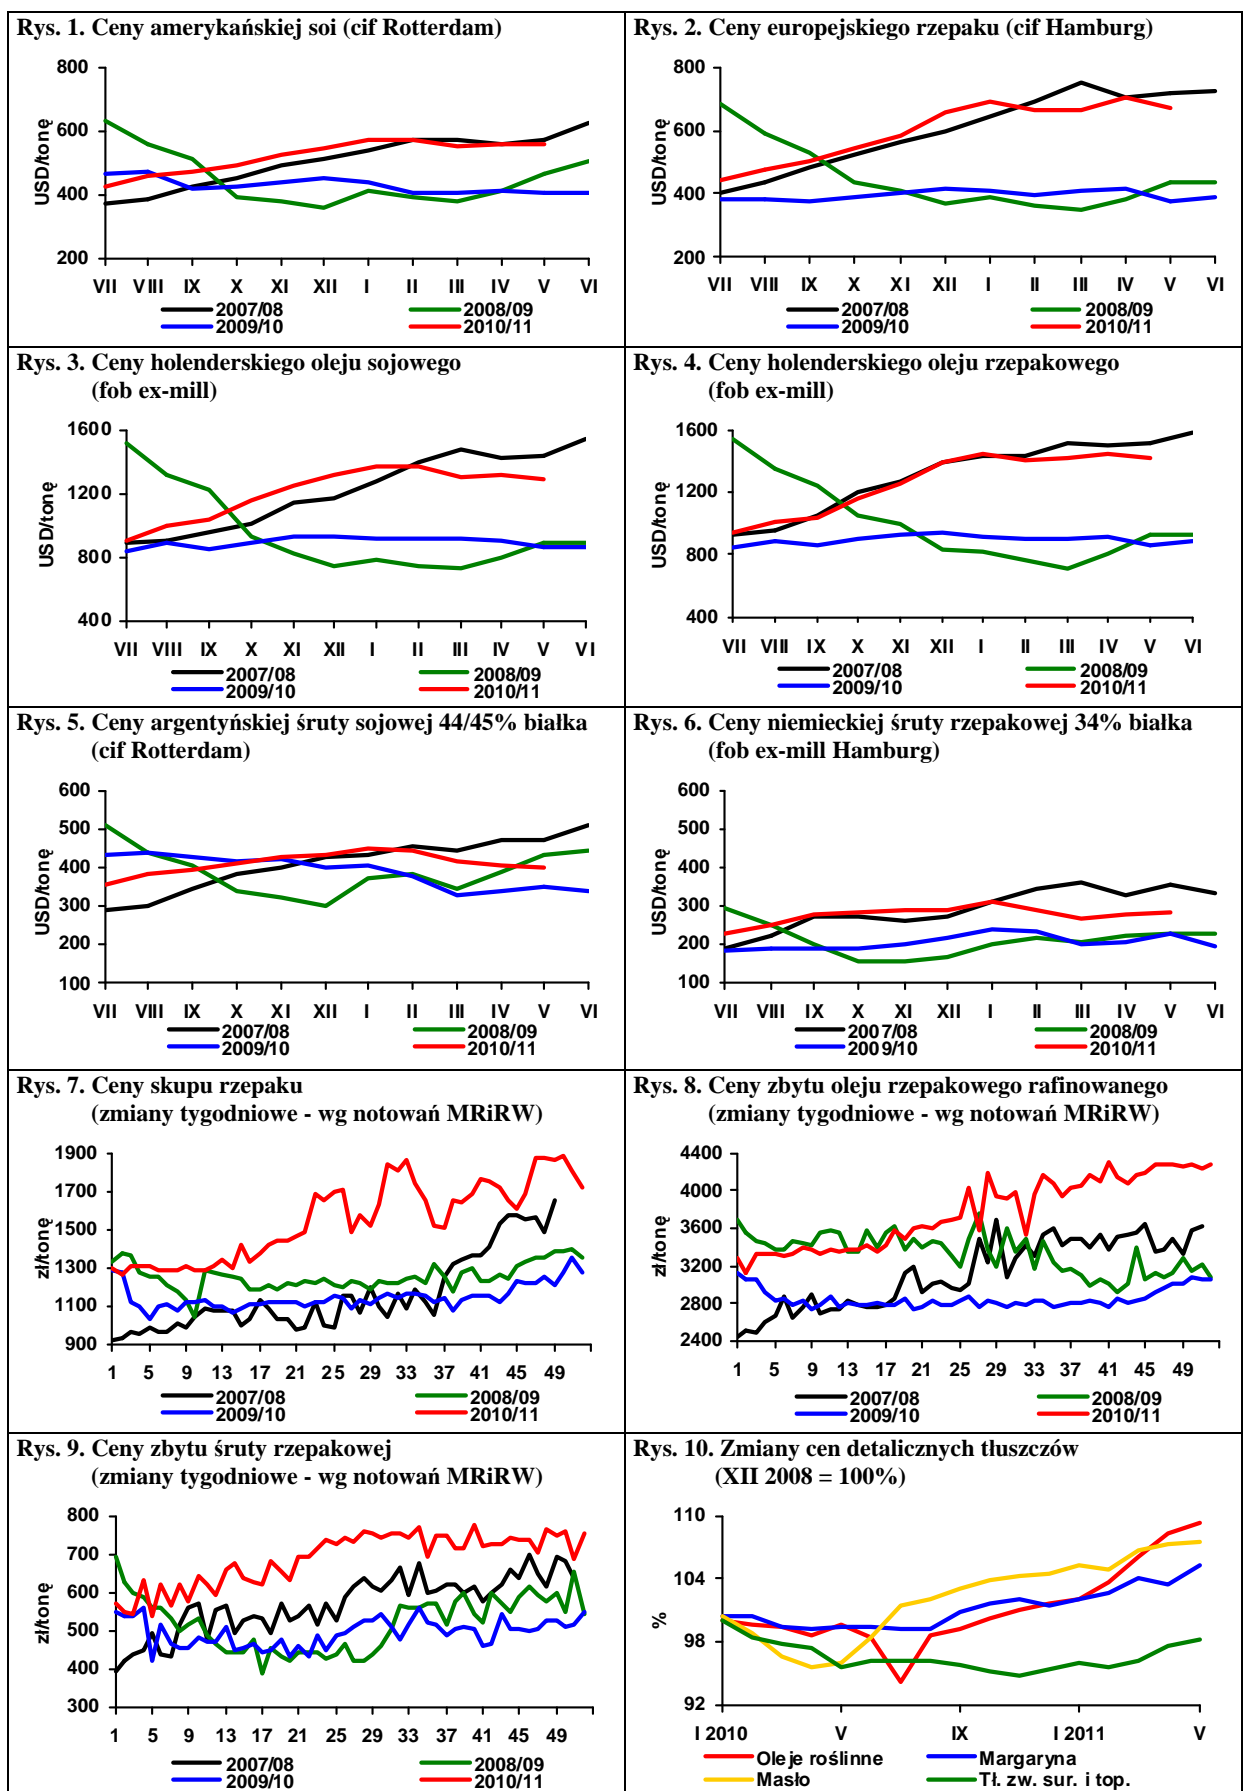 Rys. 1. Ceny amerykańskiej soi (cif Rotterdam)
800
600
400
200
USD/tonę
VII VIII IX X XI XII I II III IV V VI
2007/08 2008/09
2009/10 2010/11
Rys. 2. Ceny europejskiego rzepaku (cif Hamburg)
800
600
400
200
USD/tonę
VII VIII IX X XI XII I II III IV V VI
2007/08 2008/09
2009/10 2010/11
Rys. 3. Ceny holenderskiego oleju sojowego
(fob ex-mill)
1600
1200
800
400
USD/tonę
VII VIII IX X XI XII I II III IV V VI
2007/08 2008/09
2009/10 2010/11
Rys. 4. Ceny holenderskiego oleju rzepakowego
(fob ex-mill)
1600
1200
800
400
USD/tonę
VII VIII IX X XI XII I II III IV V VI
2007/08 2008/09
2009/10 2010/11
Rys. 5. Ceny argentyńskiej śruty sojowej 44/45% białka
(cif Rotterdam)
600
500
400
300
200
100
USD/tonę
VII VIII IX X XI XII I II III IV V VI
2007/08 2008/09
2009/10 2010/11
Rys. 6. Ceny niemieckiej śruty rzepakowej 34% białka
(fob ex-mill Hamburg)
600
500
400
300
200
100
USD/tonę
VII VIII IX X XI XII I II III IV V VI
2007/08 2008/09
2009/10 2010/11
Rys. 7. Ceny skupu rzepaku
(zmiany tygodniowe - wg notowań MRiRW)
1900
1700
1500
1300
1100
900
zł/tonę
1 5 9 13 17 21 25 29 33 37 41 45 49
2007/08 2008/09
2009/10 2010/11
Rys. 8. Ceny zbytu oleju rzepakowego rafinowanego
(zmiany tygodniowe - wg notowań MRiRW)
4400
4000
3600
3200
2800
2400
zł/tonę
1 5 9 13 17 21 25 29 33 37 41 45 49
2007/08 2008/09
2009/10 2010/11
Rys. 9. Ceny zbytu śruty rzepakowej
(zmiany tygodniowe - wg notowań MRiRW)
800
700
600
500
400
300
zł/tonę
1 5 9 13 17 21 25 29 33 37 41 45 49
2007/08 2008/09
2009/10 2010/11
Rys. 10. Zmiany cen detalicznych tłuszczów
(XII 2008 = 100%)
110
104
98
92
%
I 2010 V IX I 2011 V
Oleje roślinne Margaryna
Masło Tł. zw. sur. i top.